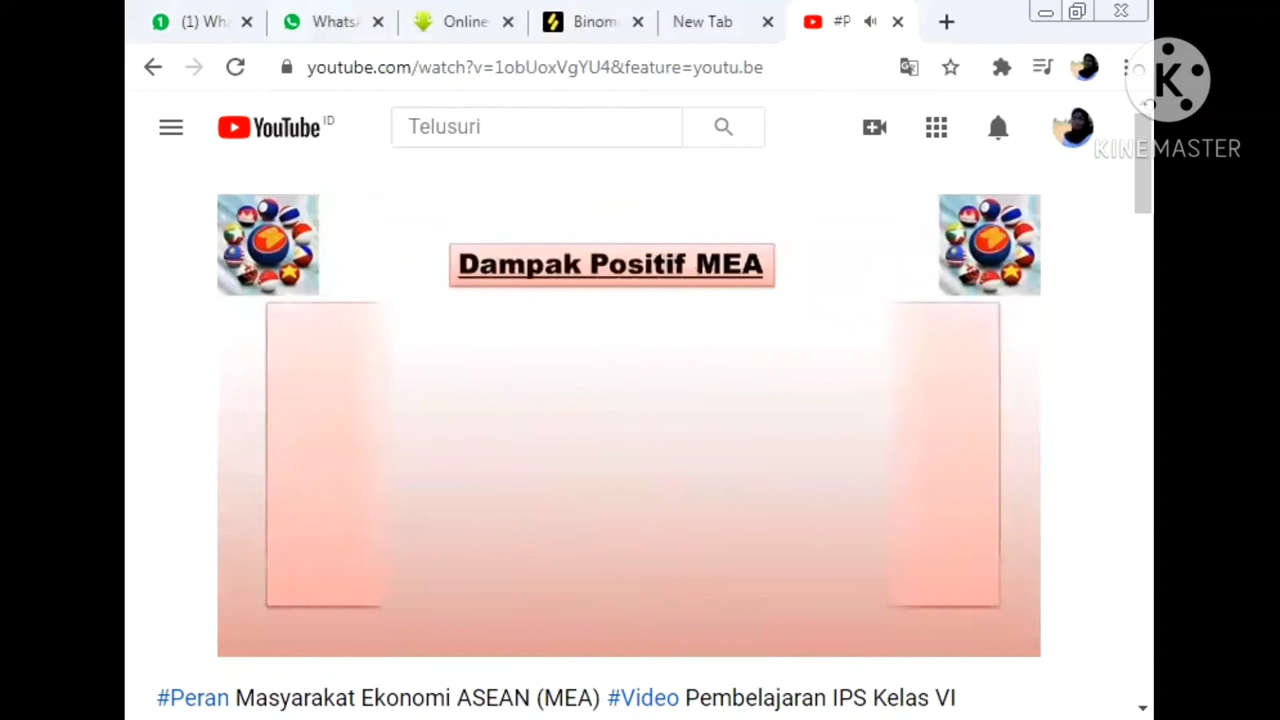 (1) Wh
Whats
Online
Binom
New Tab
#P
youtube.com/watch?v=1obUoxVgYU4&feature=youtu.be
K
KINEMASTER
YouTube ID
Telusuri
Dampak Positif MEA
#Peran Masyarakat Ekonomi ASEAN (MEA) #Video Pembelajaran IPS Kelas VI